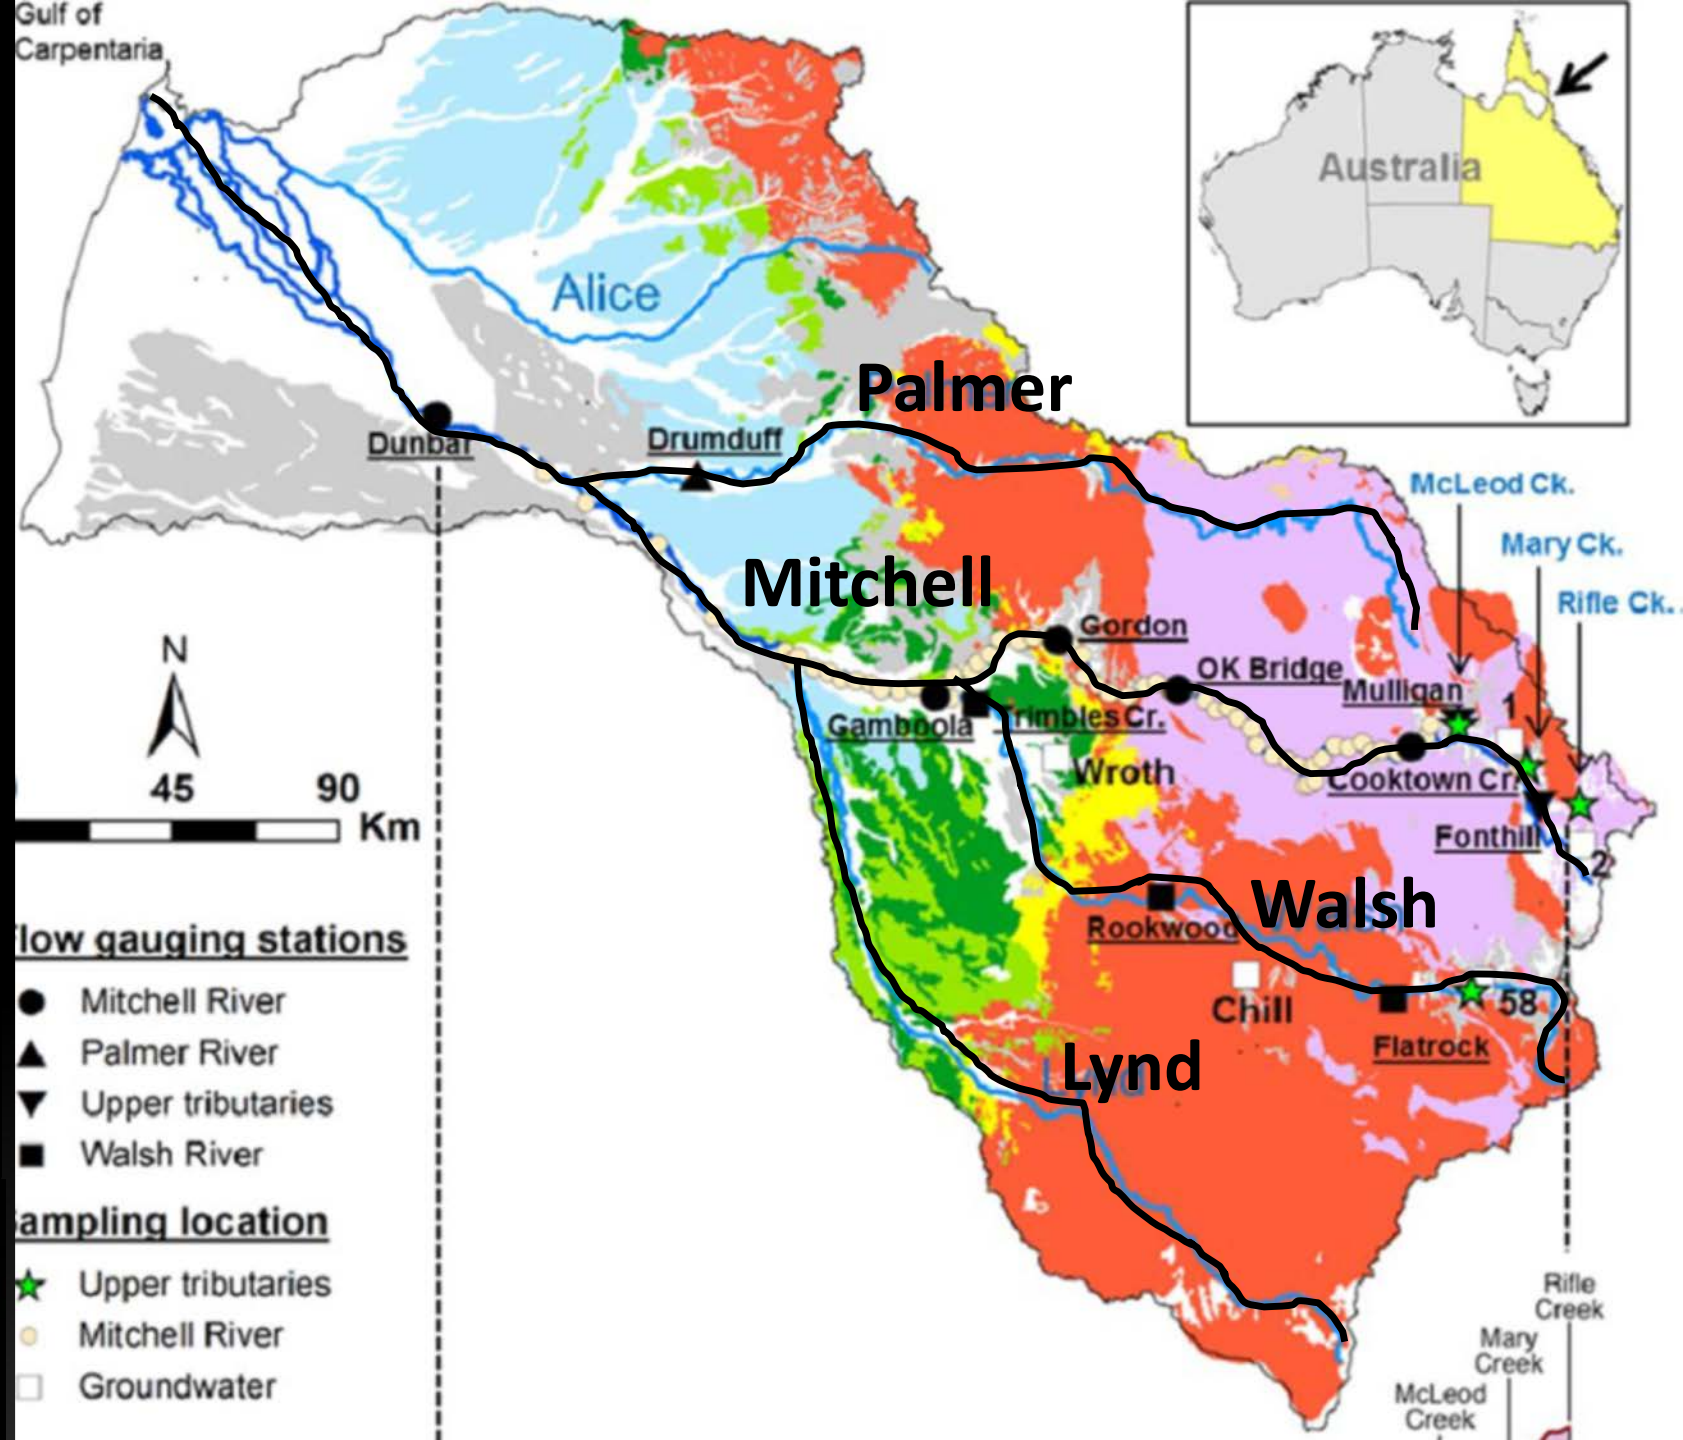 Gulf of
Carpentaria
Australia
Alice
Palmer
Dunbar
Drumduff
McLeod Ck.
Mary Ck.
Rifle Ck.
Mitchell
N
Gordon
OK Bridge
Mulligan
1
Gamboola
Trimbles Cr.
Wroth
Cooktown Cr.
45 90
Km
Fonthill
2
Walsh
Rookwood
Chill
58
Flatrock
Lynd
Flow gauging stations
Mitchell River
Palmer River
Upper tributaries
Walsh River
Sampling location
Upper tributaries
Mitchell River
Groundwater
Rifle
Creek
Mary
Creek
McLeod
Creek